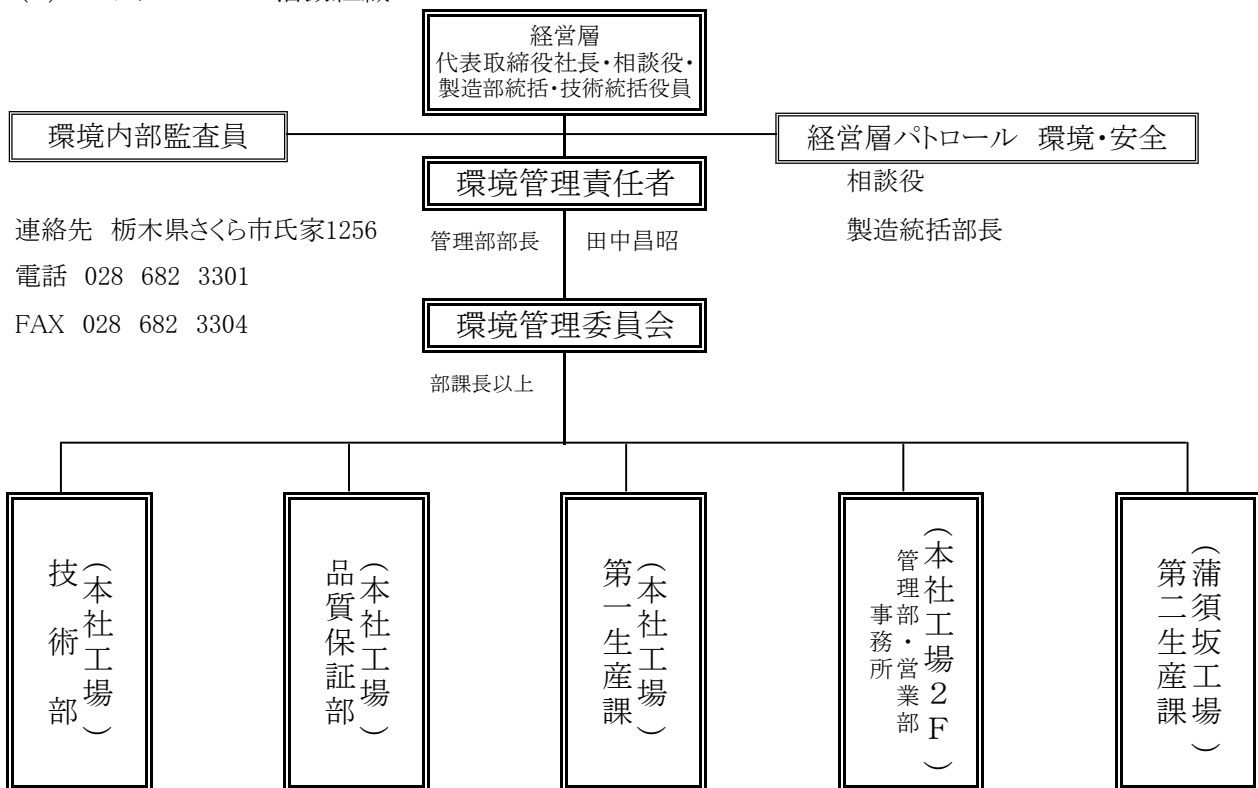 経営層
代表取締役社長・相談役・
製造部統括・技術統括役員
環境内部監査員
経営層パトロール　環境・安全
環境管理責任者
相談役
製造統括部長
連絡先　栃木県さくら市氏家1256
電話　028　682　3301
FAX　028　682　3304
管理部部長　田中昌昭
環境管理委員会
部課長以上
（本社工場）
技術部
（本社工場）
品質保証部
（本社工場）
第一生産課
（本社工場２F）
管理部・営業部
事務所
（蒲須坂工場）
第二生産課